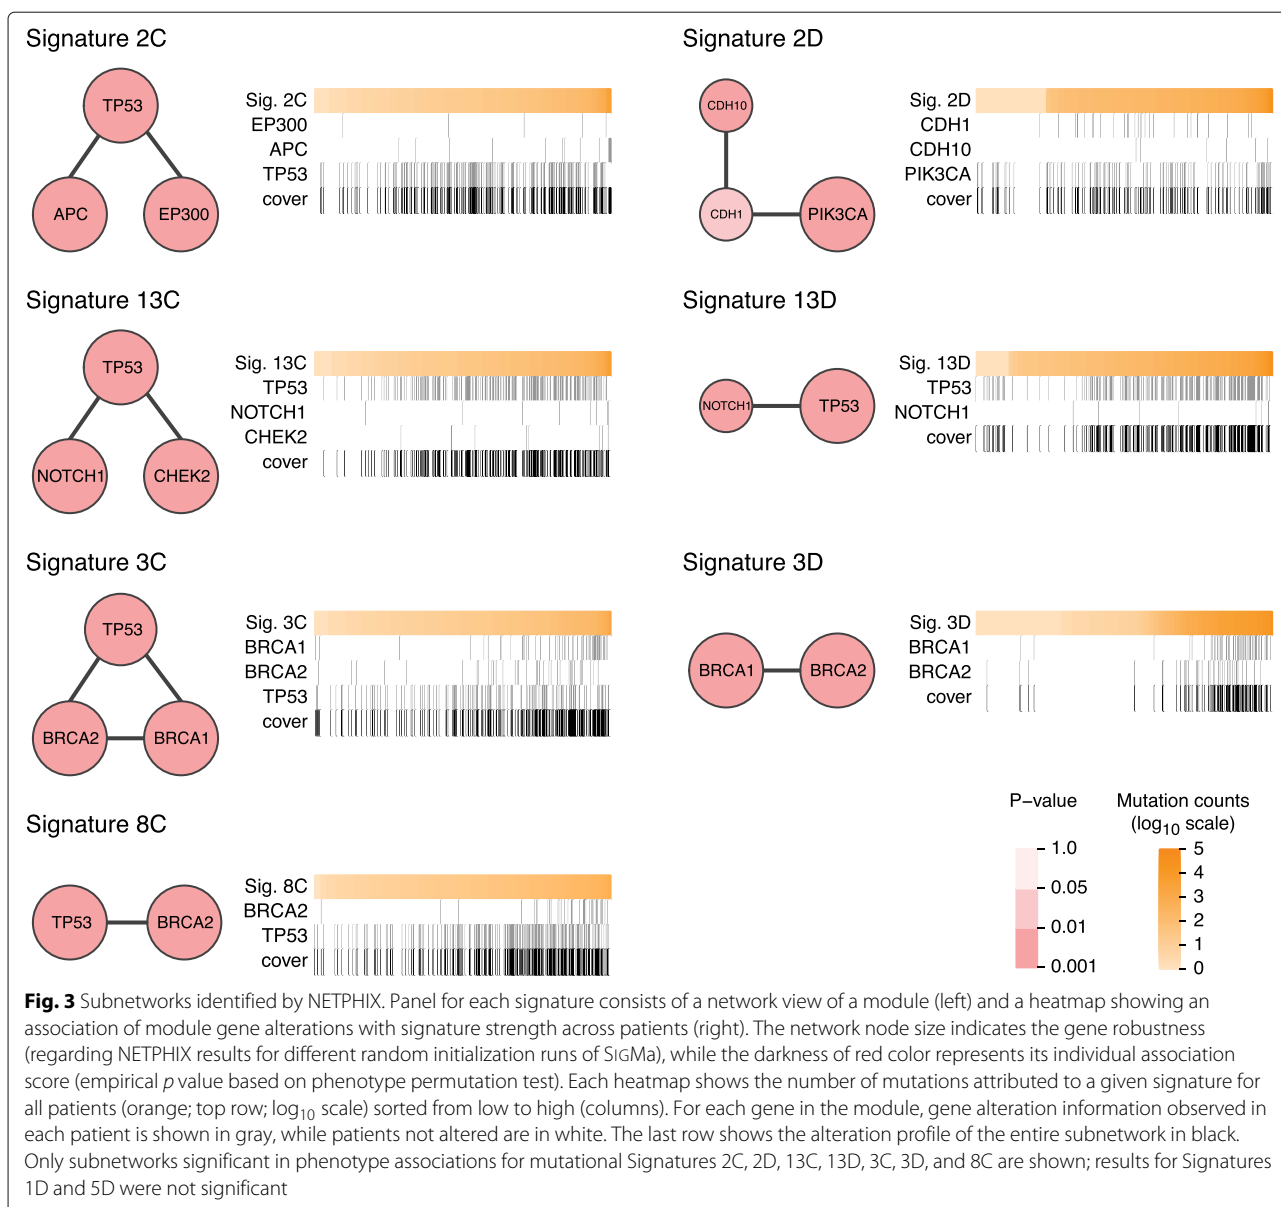 Signature 2C
TP53
APC
EP300
Sig. 2C
EP300
APC
TP53
cover
Signature 2D
CDH10
CDH1
PIK3CA
Sig. 2D
CDH1
CDH10
PIK3CA
cover
Signature 13C
TP53
NOTCH1
CHEK2
Sig. 13C
TP53
NOTCH1
CHEK2
cover
Signature 13D
NOTCH1
TP53
Sig. 13D
TP53
NOTCH1
cover
Signature 3C
TP53
BRCA2
BRCA1
Sig. 3C
BRCA1
BRCA2
TP53
cover
Signature 3D
BRCA1
BRCA2
Sig. 3D
BRCA1
BRCA2
cover
Signature 8C
TP53
BRCA2
Sig. 8C
BRCA2
TP53
cover
P−value
1.0
0.05
0.01
0.001
Mutation counts
(log10 scale)
5
4
3
2
1
0
Fig. 3 Subnetworks identified by NETPHIX. Panel for each signature consists of a network view of a module (left) and a heatmap showing an
association of module gene alterations with signature strength across patients (right). The network node size indicates the gene robustness
(regarding NETPHIX results for different random initialization runs of SIGMa), while the darkness of red color represents its individual association
score (empirical p value based on phenotype permutation test). Each heatmap shows the number of mutations attributed to a given signature for
all patients (orange; top row; log10 scale) sorted from low to high (columns). For each gene in the module, gene alteration information observed in
each patient is shown in gray, while patients not altered are in white. The last row shows the alteration profile of the entire subnetwork in black.
Only subnetworks significant in phenotype associations for mutational Signatures 2C, 2D, 13C, 13D, 3C, 3D, and 8C are shown; results for Signatures
1D and 5D were not significant